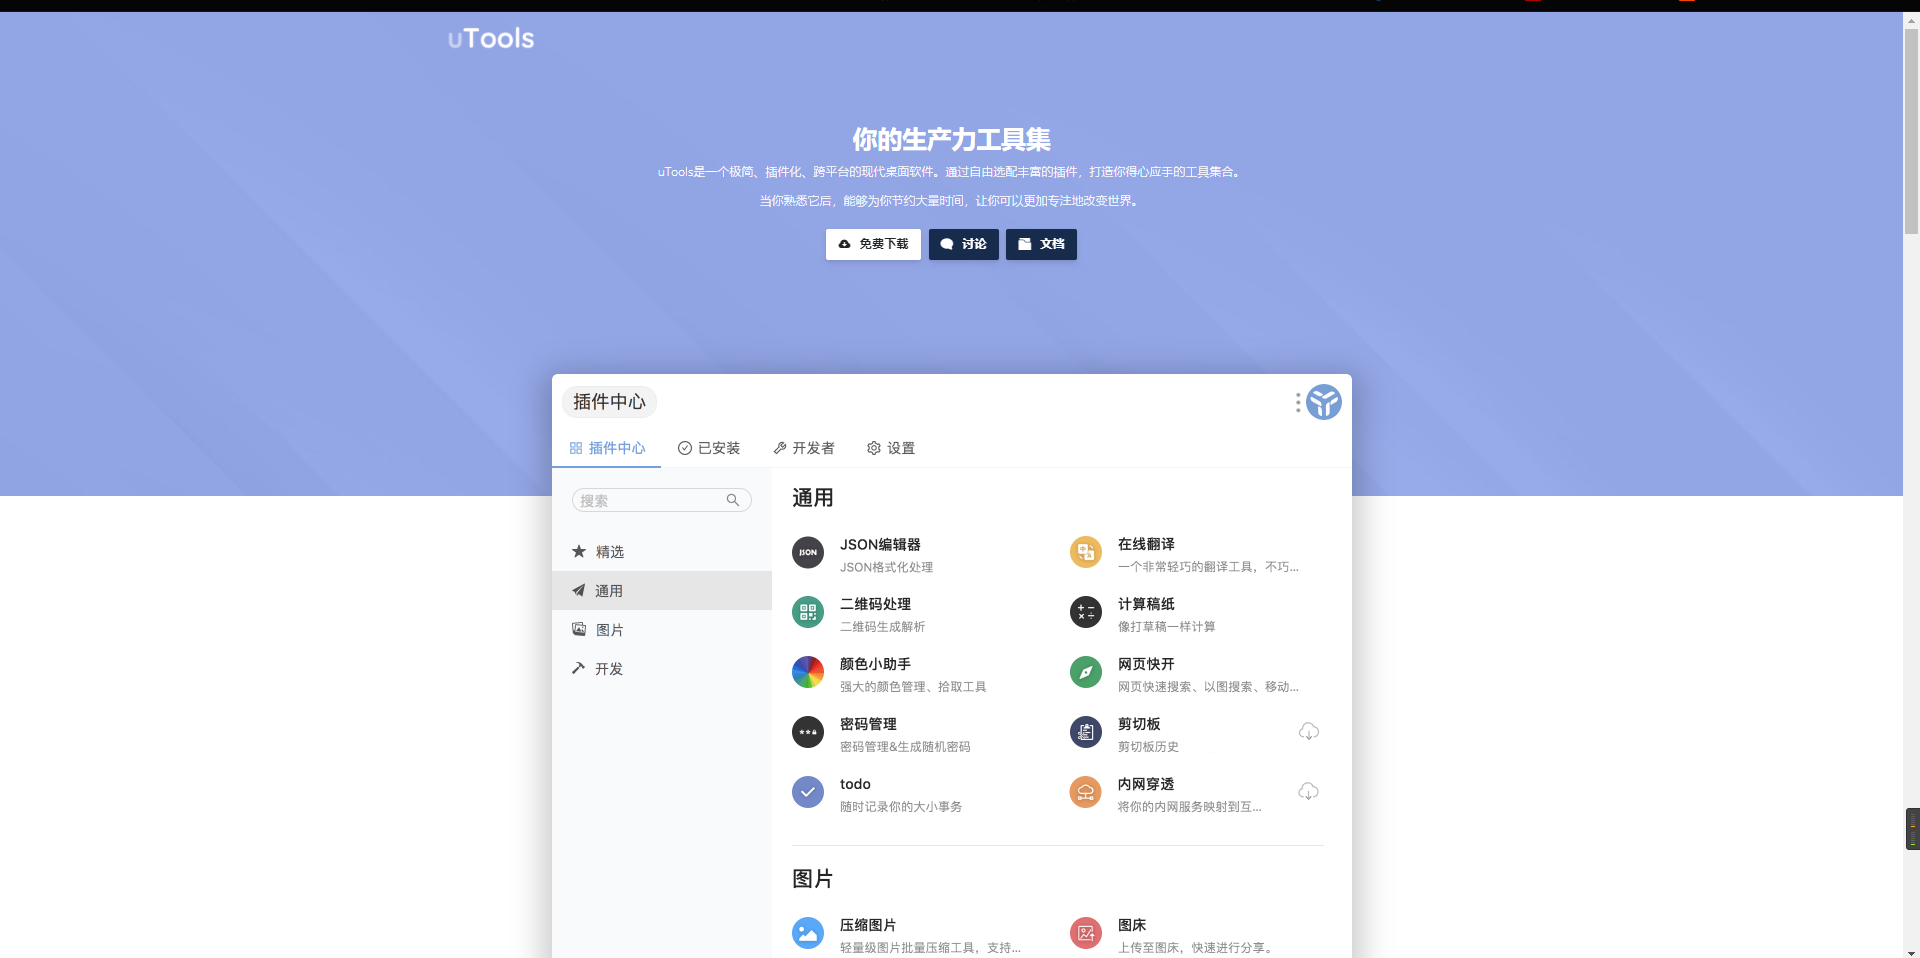 uTools
你的生产力工具集
uTools是一个极简、插件化、跨平台的现代桌面软件。通过自由选配丰富的插件，打造你得心应手的工具集合。
当你熟悉它后，能够为你节约大量时间，让你可以更加专注地改变世界。
免费下载 讨论 文档
插件中心
插件中心 已安装 开发者 设置
搜索
精选
通用
图片
开发
通用
JSON
JSON编辑器
JSON格式化处理
在线翻译
一个非常轻巧的翻译工具，不巧...
二维码处理
二维码生成解析
计算稿纸
像打草稿一样计算
颜色小助手
强大的颜色管理、拾取工具
网页快开
网页快速搜索、以图搜索、移动...
密码管理
密码管理&生成随机密码
剪切板
剪切板历史
todo
随时记录你的大小事务
内网穿透
将你的内网服务映射到互...
图片
压缩图片
轻量级图片批量压缩工具，支持...
图床
上传至图床，快速进行分享。